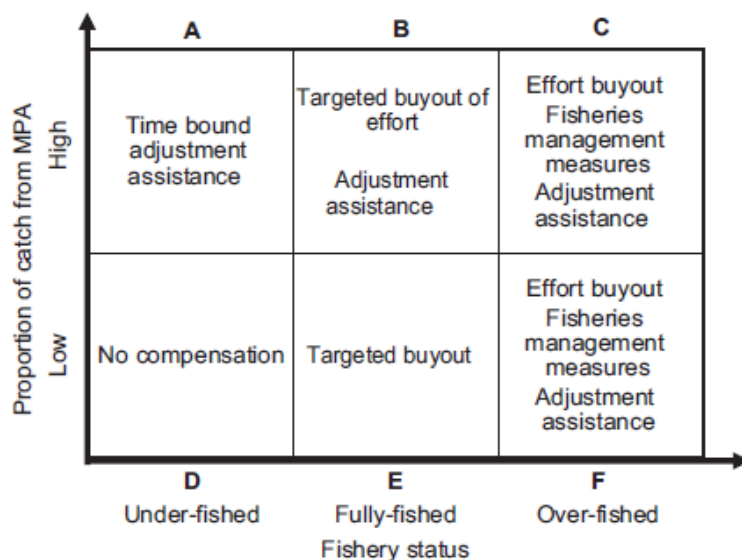 A
B
C
Proportion of catch from MPA
High
Low
Time bound
adjustment
assistance
Targeted buyout of
effort
Adjustment
assistance
Effort buyout
Fisheries
management
measures
Adjustment
assistance
No compensation
Targeted buyout
Effort buyout
Fisheries
management
measures
Adjustment
assistance
D
E
F
Under-fished
Fully-fished
Over-fished
Fishery status